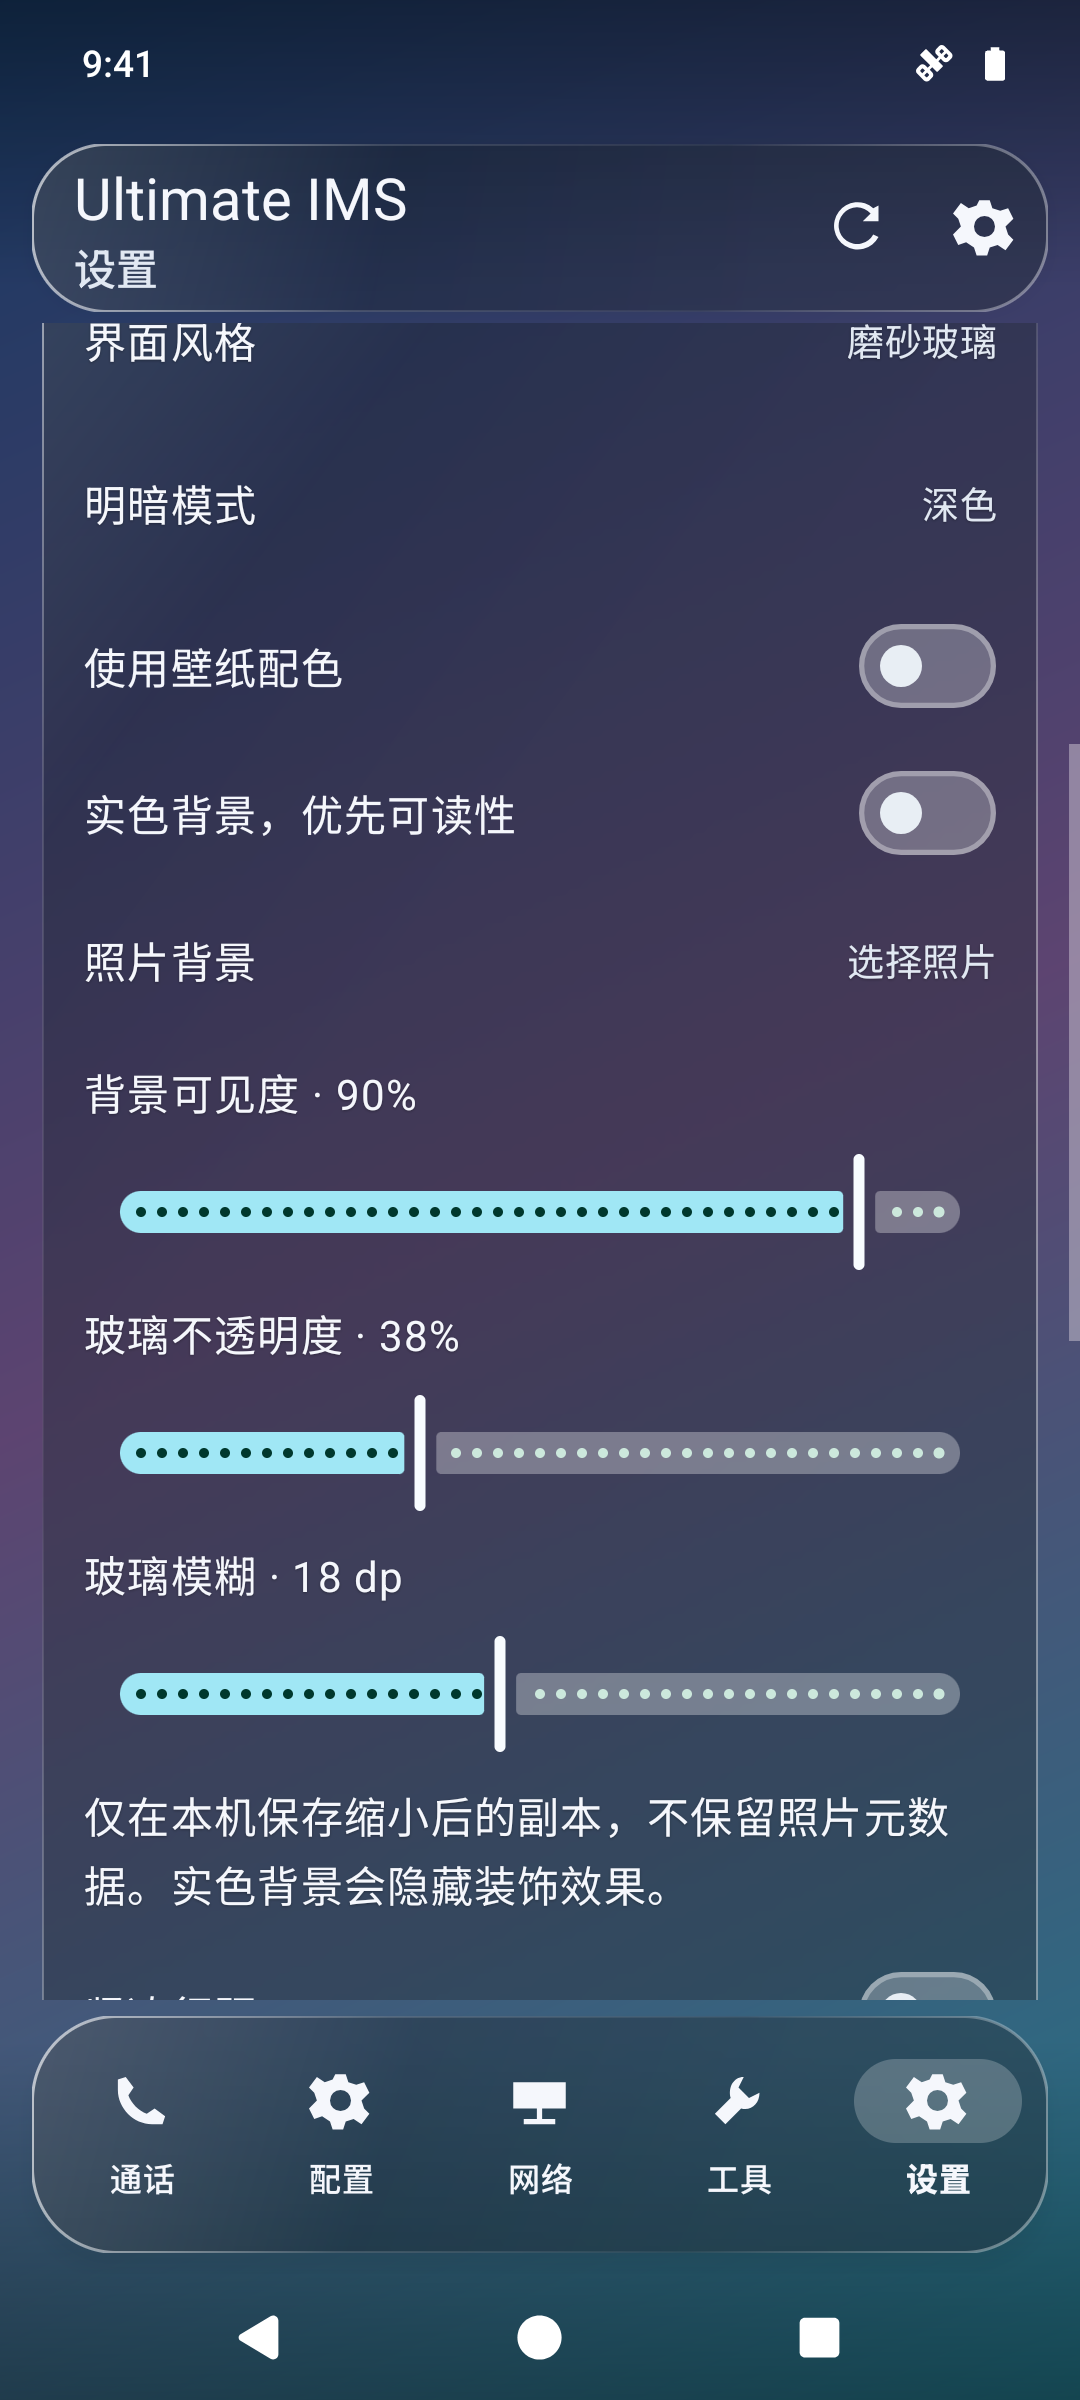 9:41
Ultimate IMS
设置
界面风格
磨砂玻璃
明暗模式
深色
使用壁纸配色
实色背景，优先可读性
照片背景
选择照片
背景可见度 · 90%
玻璃不透明度 · 38%
玻璃模糊 · 18 dp
仅在本机保存缩小后的副本，不保留照片元数
据。实色背景会隐藏装饰效果。
通话
配置
网络
工具
设置